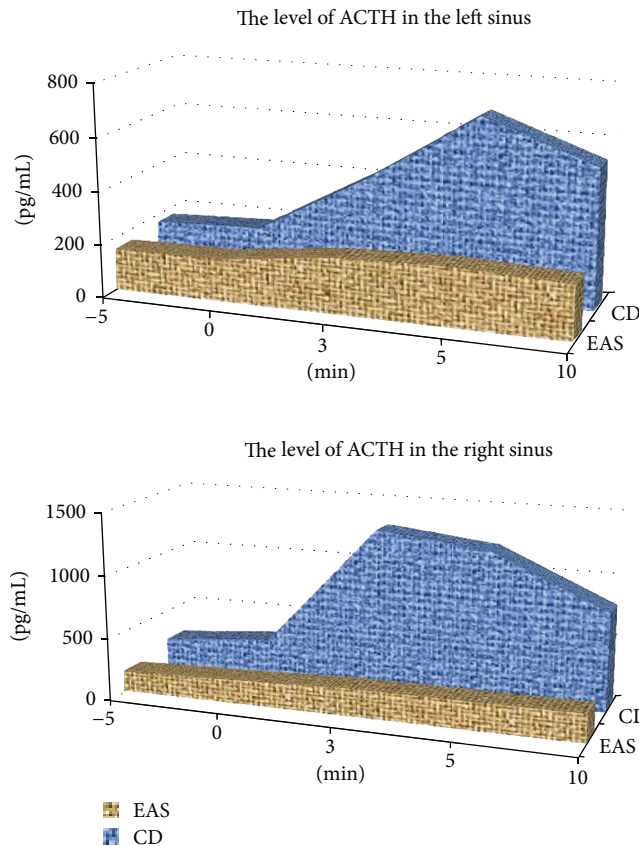 The level of ACTH in the left sinus
800
600
400
200
0
(pg/mL)
−5
0
3
5
10
(min)
CD
EAS
The level of ACTH in the right sinus
1500
1000
500
0
(pg/mL)
−5
0
3
5
10
(min)
CD
EAS
EAS
CD